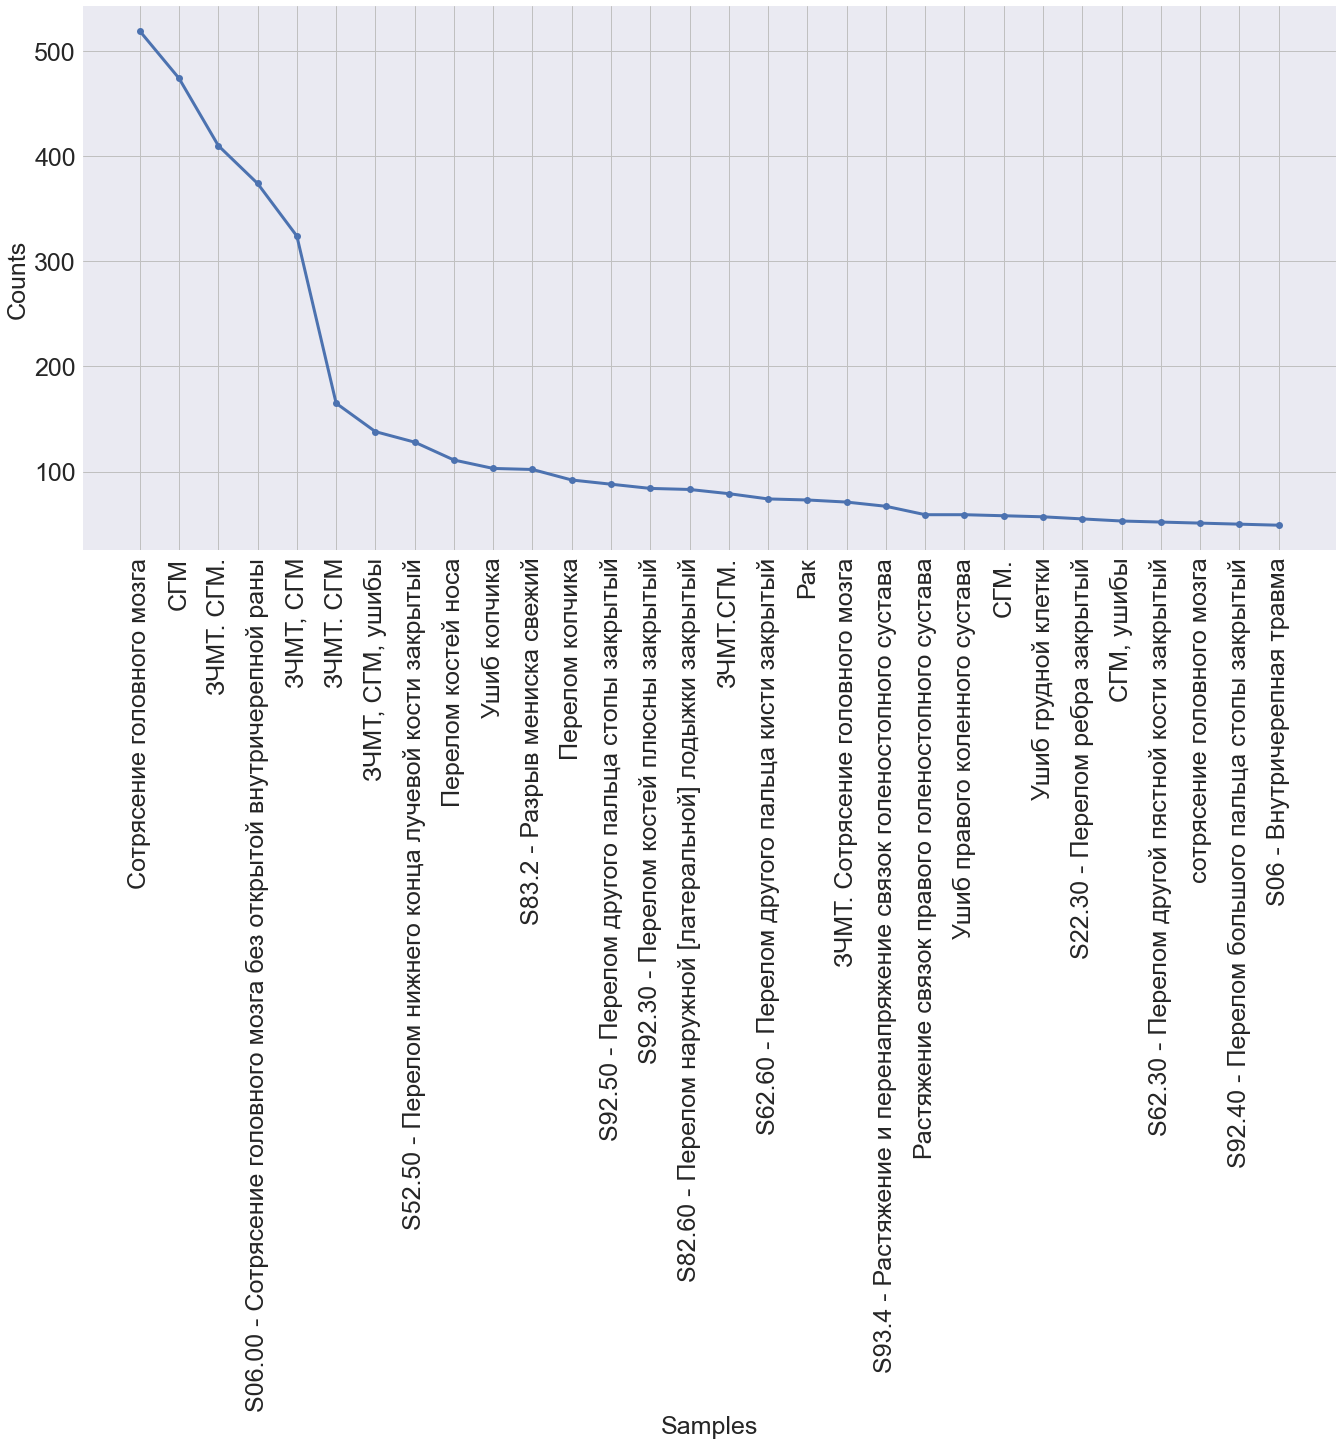 500
400
300
200
100
Counts
Сотрясение головного мозга
СГМ
ЗЧМТ. СГМ.
S06.00 - Сотрясение головного мозга без открытой внутричерепной раны
ЗЧМТ, СГМ
ЗЧМТ. СГМ
ЗЧМТ, СГМ, ушибы
S52.50 - Перелом нижнего конца лучевой кости закрытый
Перелом костей носа
Ушиб копчика
S83.2 - Разрыв мениска свежий
Перелом копчика
S92.50 - Перелом другого пальца стопы закрытый
S92.30 - Перелом костей плюсны закрытый
S82.60 - Перелом наружной [латеральной] лодыжки закрытый
ЗЧМТ.СГМ.
S62.60 - Перелом другого пальца кисти закрытый
Рак
ЗЧМТ. Сотрясение головного мозга
S93.4 - Растяжение и перенапряжение связок голеностопного сустава
Растяжение связок правого голеностопного сустава
Ушиб правого коленного сустава
СГМ.
Ушиб грудной клетки
S22.30 - Перелом ребра закрытый
СГМ, ушибы
S62.30 - Перелом другой пястной кости закрытый
сотрясение головного мозга
S92.40 - Перелом большого пальца стопы закрытый
S06 - Внутричерепная травма
Samples